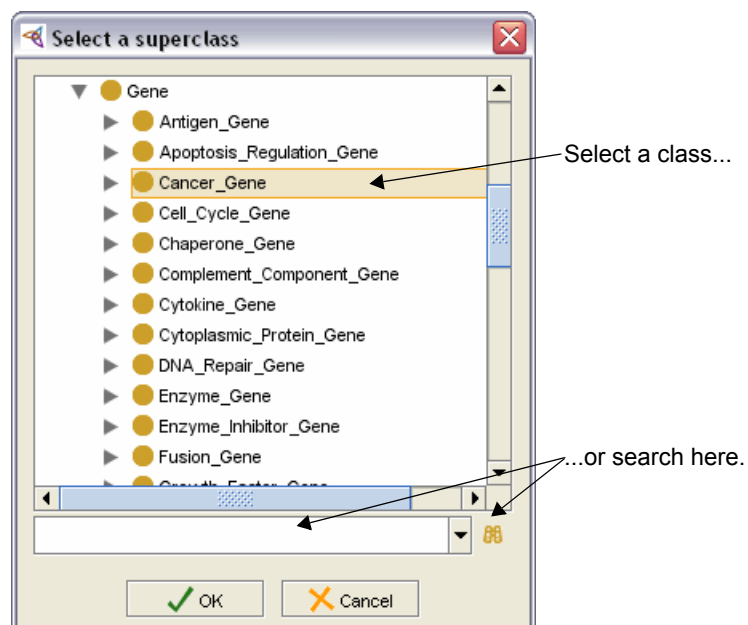 Select a superclass
Gene
Antigen_Gene
Apoptosis_Regulation_Gene
Select a class...
Cancer_Gene
Cell_Cycle_Gene
Chaperone_Gene
Complement_Component_Gene
Cytokine_Gene
Cytoplasmic_Protein_Gene
DNA_Repair_Gene
Enzyme_Gene
Enzyme_Inhibitor_Gene
Fusion_Gene
...or search here.
OK
Cancel